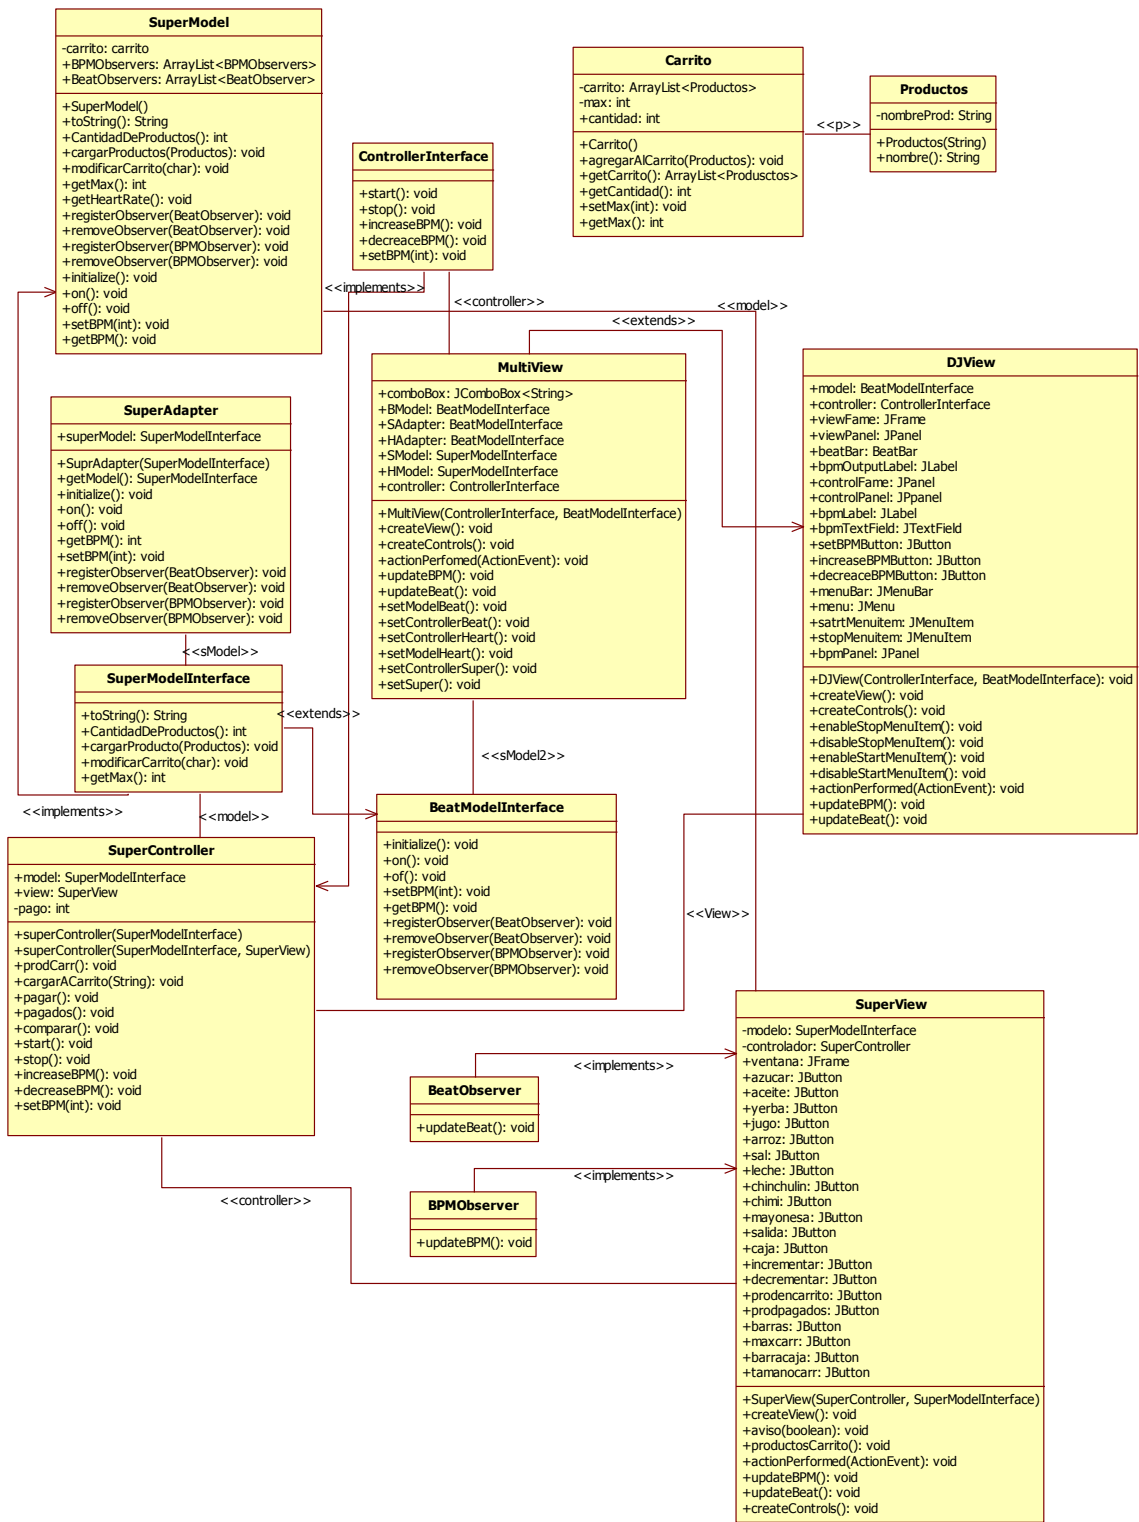 SuperModel
-carrito: carrito
+BPMObservers: ArrayList<BPMObservers>
+BeatObservers: ArrayList<BeatObserver>
+SuperModel()
+toString(): String
+CantidadDeProductos(): int
+cargarProductos(Productos): void
+modificarCarrito(char): void
+getMax(): int
+getHeartRate(): void
+registerObserver(BeatObserver): void
+removeObserver(BeatObserver): void
+registerObserver(BPMObserver): void
+removeObserver(BPMObserver): void
+initialize(): void
+on(): void
+off(): void
+setBPM(int): void
+getBPM(): void
Carrito
-carrito: ArrayList<Productos>
-max: int
+cantidad: int
+Carrito()
+agregarAlCarrito(Productos): void
+getCarrito(): ArrayList<Produsctos>
+getCantidad(): int
+setMax(int): void
+getMax(): int
<<p>>
Productos
-nombreProd: String
+Productos(String)
+nombre(): String
ControllerInterface
+start(): void
+stop(): void
+increaseBPM(): void
+decreaceBPM(): void
+setBPM(int): void
<<implements>>
<<controller>>
<<model>>
<<extends>>
MultiView
+comboBox: JComboBox<String>
+BModel: BeatModelInterface
+SAdapter: BeatModelInterface
+HAdapter: BeatModelInterface
+SModel: SuperModelInterface
+HModel: SuperModelInterface
+controller: ControllerInterface
+MultiView(ControllerInterface, BeatModelInterface)
+createView(): void
+createControls(): void
+actionPerfomed(ActionEvent): void
+updateBPM(): void
+updateBeat(): void
+setModelBeat(): void
+setControllerBeat(): void
+setControllerHeart(): void
+setModelHeart(): void
+setControllerSuper(): void
+setSuper(): void
DJView
+model: BeatModelInterface
+controller: ControllerInterface
+viewFame: JFrame
+viewPanel: JPanel
+beatBar: BeatBar
+bpmOutputLabel: JLabel
+controlFame: JPanel
+controlPanel: JPpanel
+bpmLabel: JLabel
+bpmTextField: JTextField
+setBPMButton: JButton
+increaseBPMButton: JButton
+decreaceBPMButton: JButton
+menuBar: JMenuBar
+menu: JMenu
+satrtMenuitem: JMenuItem
+stopMenuitem: JMenuItem
+bpmPanel: JPanel
+DJView(ControllerInterface, BeatModelInterface): void
+createView(): void
+createControls(): void
+enableStopMenuItem(): void
+disableStopMenuItem(): void
+enableStartMenuItem(): void
+disableStartMenuItem(): void
+actionPerformed(ActionEvent): void
+updateBPM(): void
+updateBeat(): void
SuperAdapter
+superModel: SuperModelInterface
+SuprAdapter(SuperModelInterface)
+getModel(): SuperModelInterface
+initialize(): void
+on(): void
+off(): void
+getBPM(): int
+setBPM(int): void
+registerObserver(BeatObserver): void
+removeObserver(BeatObserver): void
+registerObserver(BPMObserver): void
+removeObserver(BPMObserver): void
<<sModel>>
SuperModelInterface
+toString(): String
+CantidadDeProductos(): int
+cargarProducto(Productos): void
+modificarCarrito(char): void
+getMax(): int
<<extends>>
<<sModel2>>
<<implements>>
<<model>>
BeatModelInterface
+initialize(): void
+on(): void
+of(): void
+setBPM(int): void
+getBPM(): void
+registerObserver(BeatObserver): void
+removeObserver(BeatObserver): void
+registerObserver(BPMObserver): void
+removeObserver(BPMObserver): void
SuperController
+model: SuperModelInterface
+view: SuperView
-pago: int
+superController(SuperModelInterface)
+superController(SuperModelInterface, SuperView)
+prodCarr(): void
+cargarACarrito(String): void
+pagar(): void
+pagados(): void
+comparar(): void
+start(): void
+stop(): void
+increaseBPM(): void
+decreaseBPM(): void
+setBPM(int): void
<<View>>
<<controller>>
BeatObserver
+updateBeat(): void
<<implements>>
BPMObserver
+updateBPM(): void
<<implements>>
SuperView
-modelo: SuperModelInterface
-controlador: SuperController
+ventana: JFrame
+azucar: JButton
+aceite: JButton
+yerba: JButton
+jugo: JButton
+arroz: JButton
+sal: JButton
+leche: JButton
+chinchulin: JButton
+chimi: JButton
+mayonesa: JButton
+salida: JButton
+caja: JButton
+incrementar: JButton
+decrementar: JButton
+prodencarrito: JButton
+prodpagados: JButton
+barras: JButton
+maxcarr: JButton
+barracaja: JButton
+tamanocarr: JButton
+SuperView(SuperController, SuperModelInterface)
+createView(): void
+aviso(boolean): void
+productosCarrito(): void
+actionPerformed(ActionEvent): void
+updateBPM(): void
+updateBeat(): void
+createControls(): void